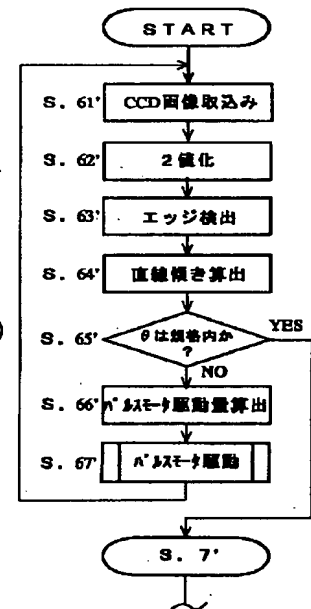 START
S. 61' CCD画像取込み
S. 62' 2値化
S. 63' エッジ検出
S. 64' 直線傾き算出
S. 65' θは規格内か
?
YES
NO
S. 66' パルスモータ駆動量算出
S. 67' パルスモータ駆動
S. 7'